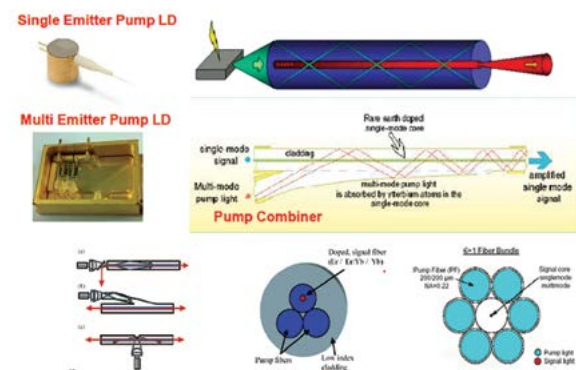 Single Emitter Pump LD
Multi Emitter Pump LD
Rare earth doped
single-mode core
cladding
single-mode
signal
Multi-mode
pump light
multi-mode pump light
is absorbed by ytterbium atoms in the
single-mode core
amplified
single mode
signal
Pump Combiner
(a)
(b)
(c)
Doped, signal fiber
(Er / Er/Yb / Yb)
Pump fibers
Low index
cladding
6+1 Fiber Bundle
Pump Fiber (PF)
200/220 µm
NA=0.22
Signal core
singlemode
multimode
Pump light
Signal light